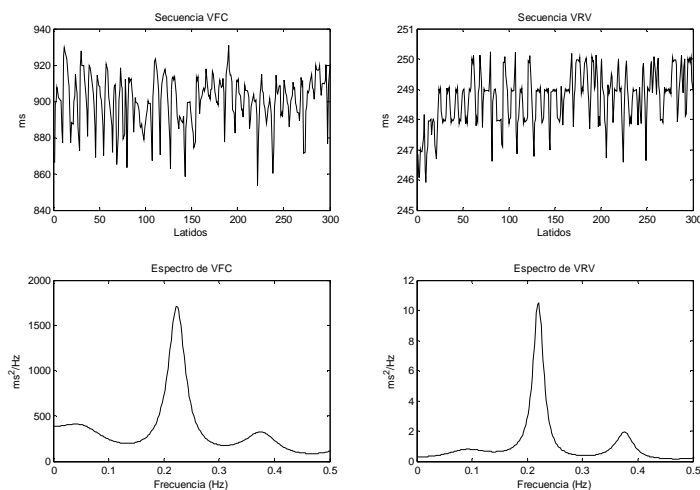 Secuencia VFC
940
920
900
880
860
840
ms
0 50 100 150 200 250 300
Latidos
Secuencia VRV
251
250
249
248
247
246
245
ms
0 50 100 150 200 250 300
Latidos
Espectro de VFC
2000
1500
1000
500
0
ms²/Hz
0 0.1 0.2 0.3 0.4 0.5
Frecuencia (Hz)
Espectro de VRV
12
10
8
6
4
2
0
ms²/Hz
0 0.1 0.2 0.3 0.4 0.5
Frecuencia (Hz)